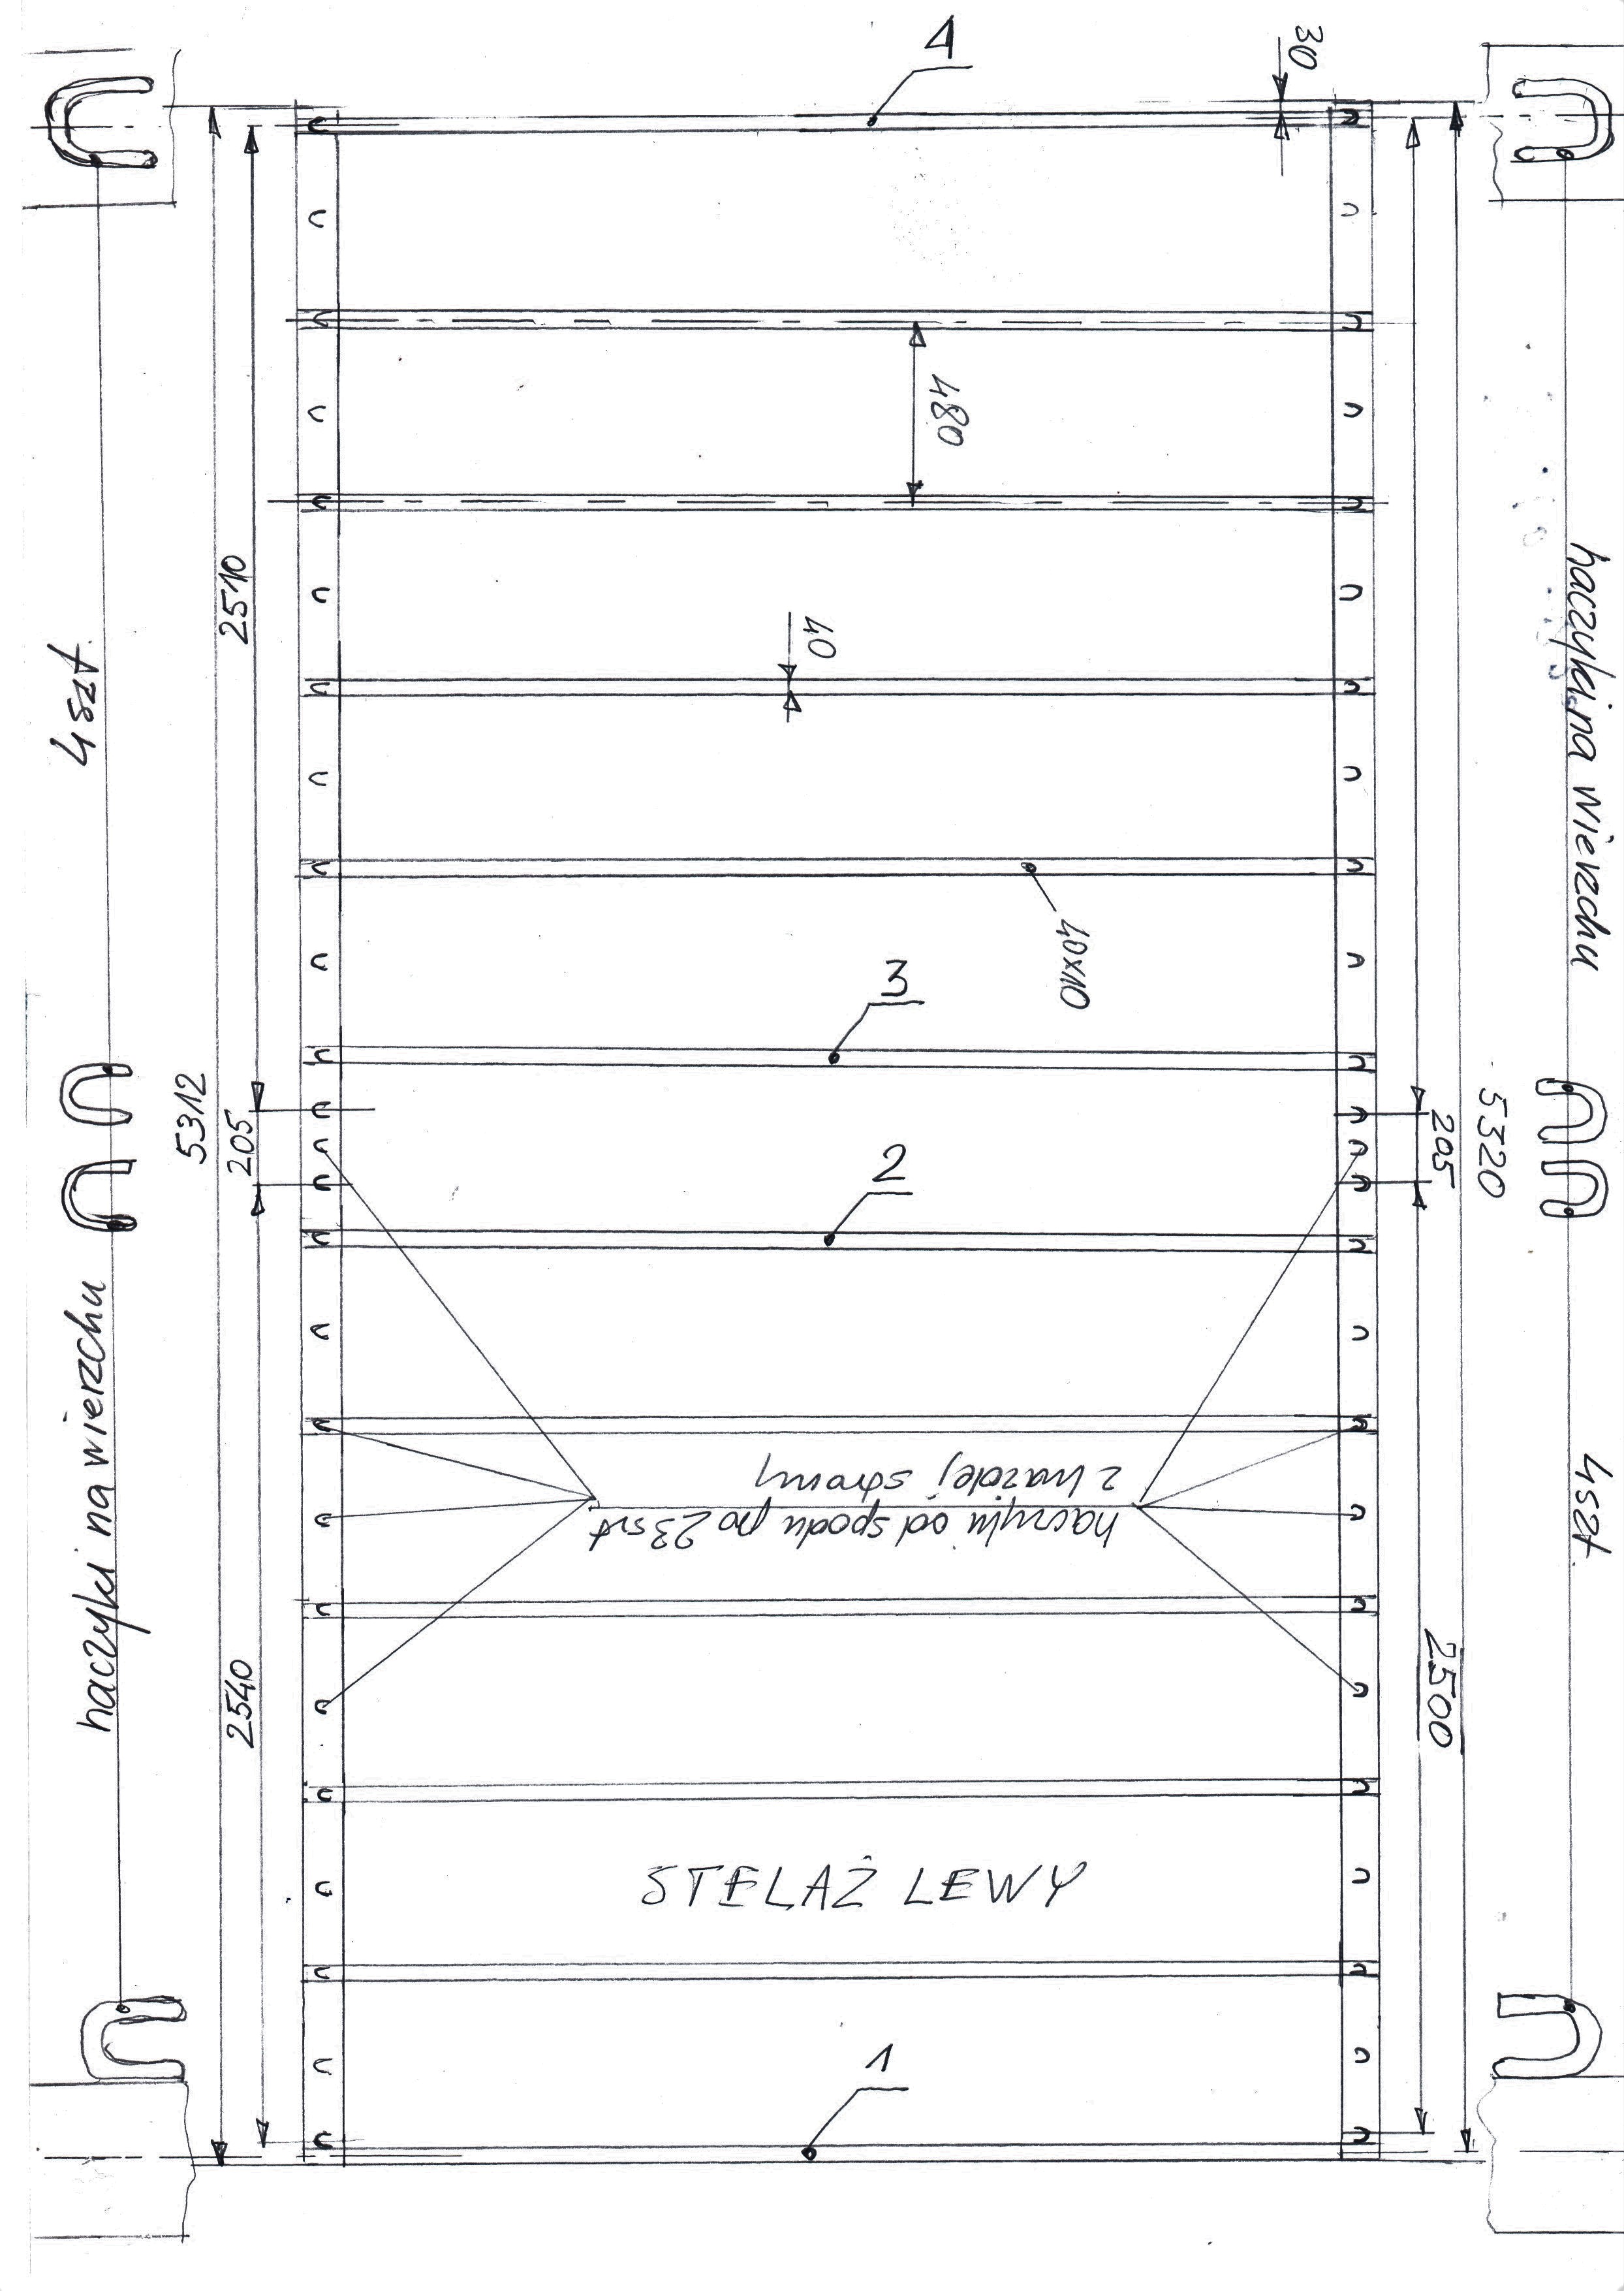 4
30
480
2510
40
4szt.
haczyki na wierzchu
40x10
3
5312
205
205
5320
2
haczyki na wierzchu
haczyki od spodu po 23szt
z każdej strony
4szt.
2540
2500
STELAŻ LEWY
1